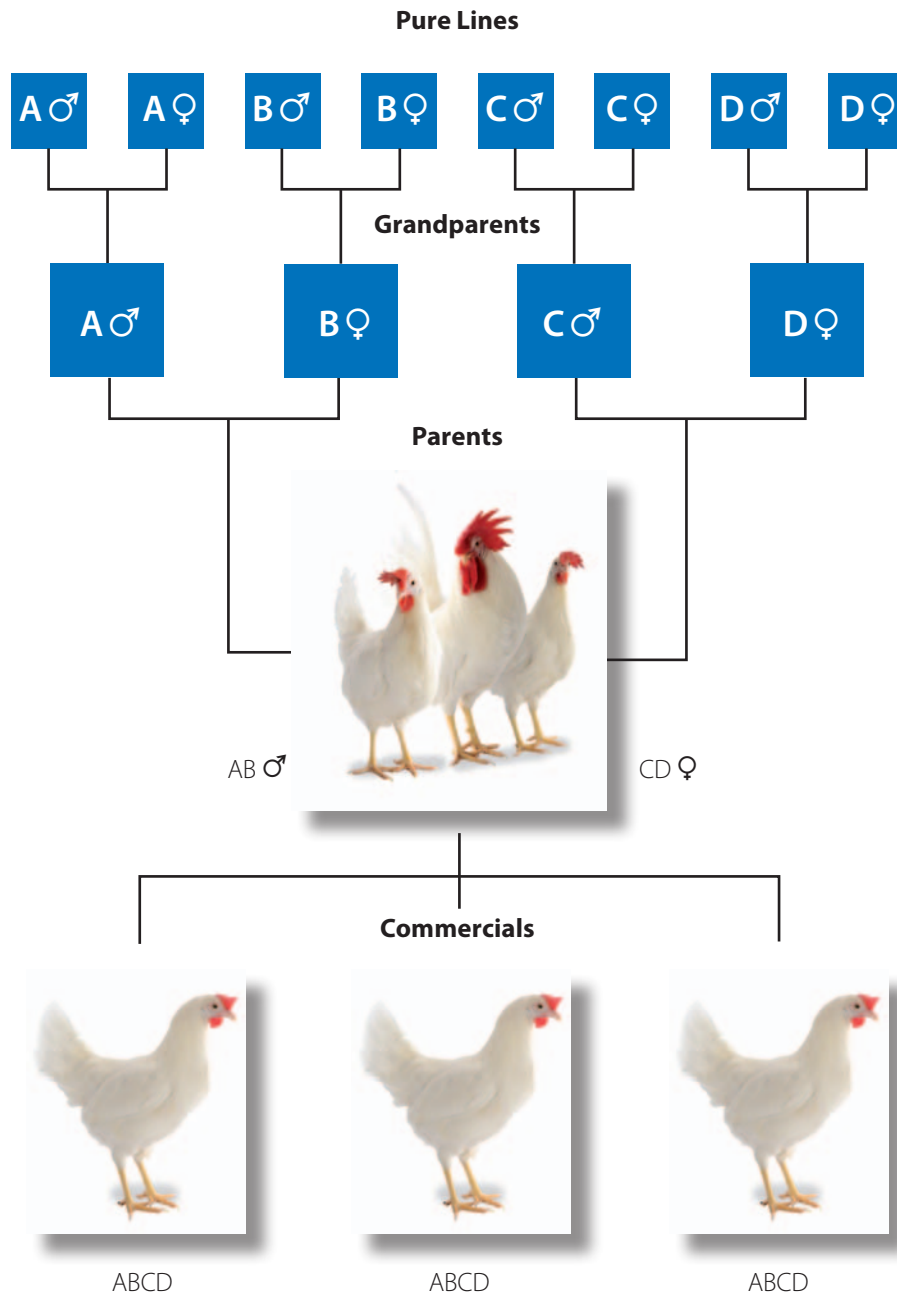 Pure Lines
A♂ A♀ B♂ B♀ C♂ C♀ D♂ D♀
Grandparents
A♂ B♀ C♂ D♀
Parents
AB ♂ CD ♀
Commercials
ABCD ABCD ABCD